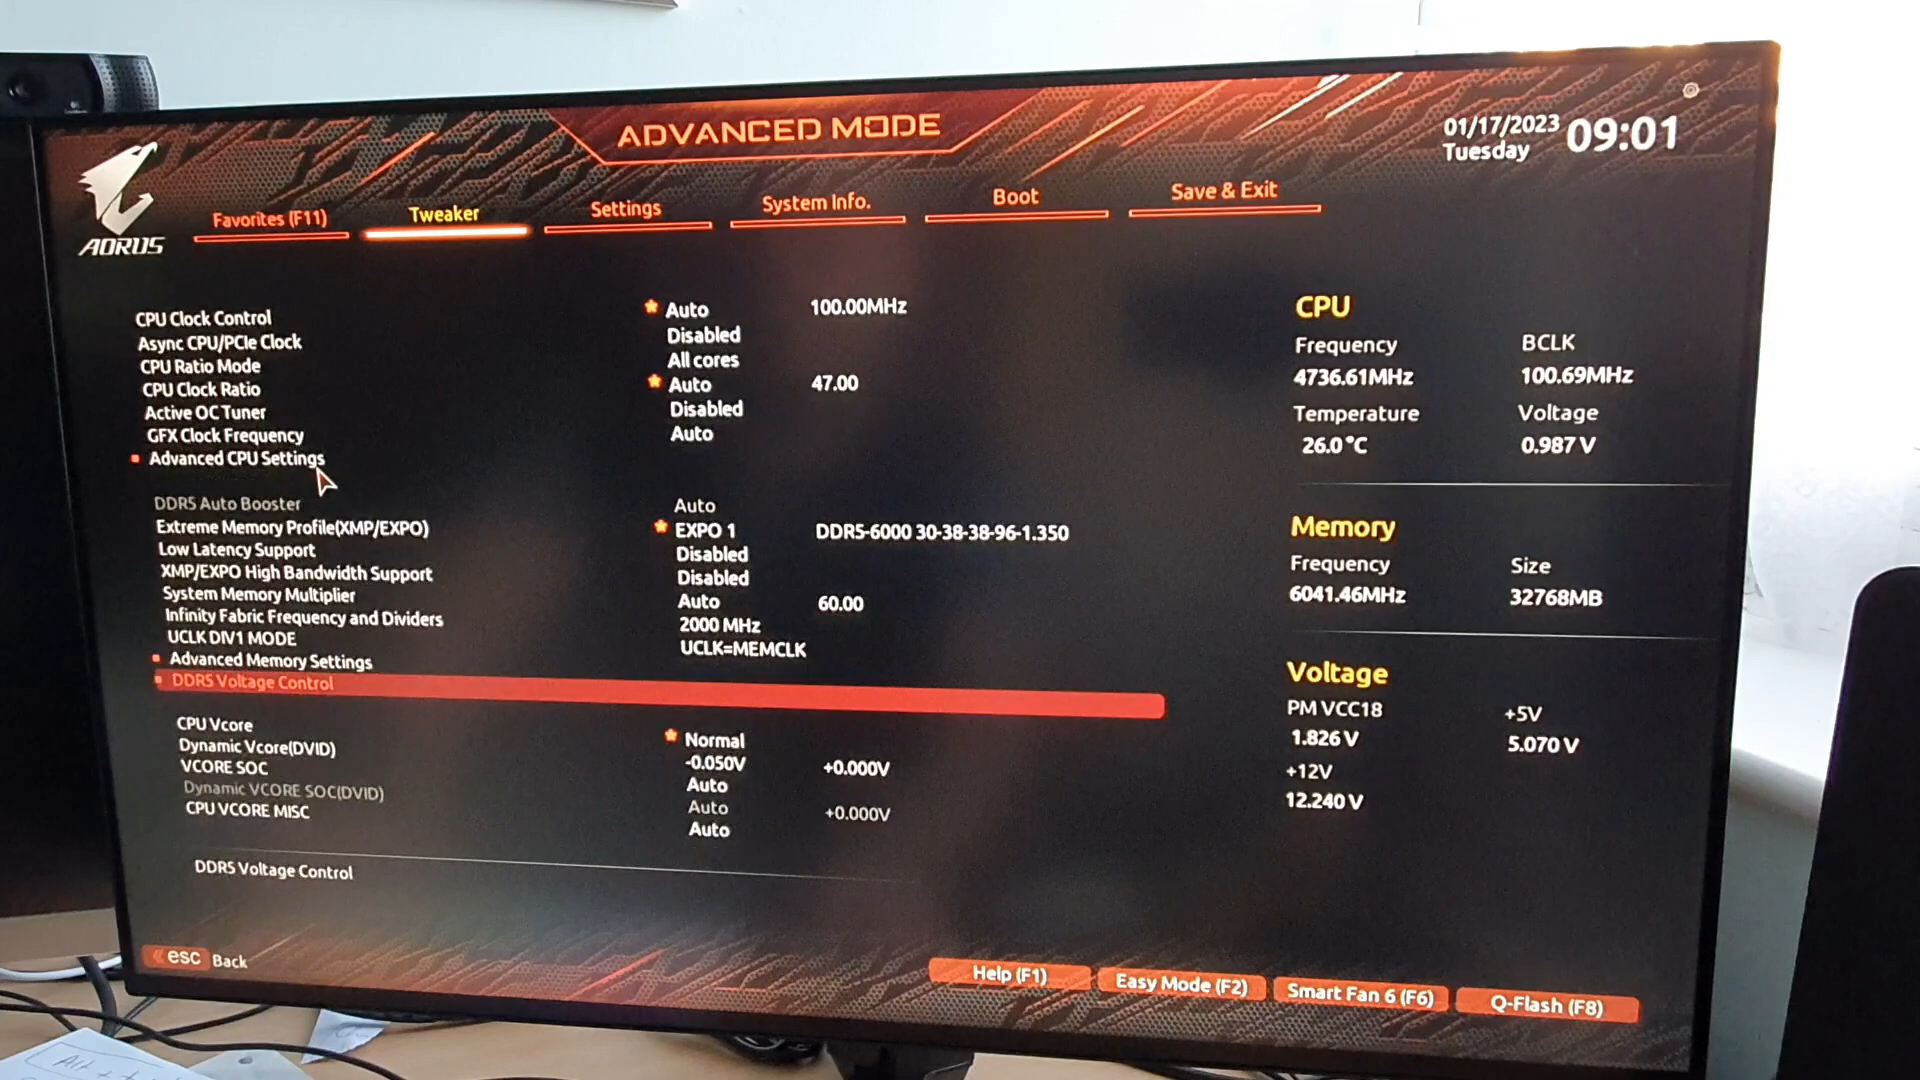 ADVANCED MODE
01/17/2023
Tuesday
09:01
AORUS
Favorites (F11)
Tweaker
Settings
System Info.
Boot
Save & Exit
CPU Clock Control Auto 100.00MHz
Async CPU/PCIe Clock Disabled
CPU Ratio Mode All cores
CPU Clock Ratio Auto 47.00
Active OC Tuner Disabled
GFX Clock Frequency Auto
Advanced CPU Settings
DDR5 Auto Booster Auto
Extreme Memory Profile(XMP/EXPO) EXPO 1 DDR5-6000 30-38-38-96-1.350
Low Latency Support Disabled
XMP/EXPO High Bandwidth Support Disabled
System Memory Multiplier Auto 60.00
Infinity Fabric Frequency and Dividers 2000 MHz
UCLK DIV1 MODE UCLK=MEMCLK
Advanced Memory Settings
DDR5 Voltage Control
CPU Vcore Normal
Dynamic Vcore(DVID) -0.050V +0.000V
VCORE SOC Auto
Dynamic VCORE SOC(DVID) Auto +0.000V
CPU VCORE MISC Auto
DDR5 Voltage Control
CPU
Frequency BCLK
4736.61MHz 100.69MHz
Temperature Voltage
26.0°C 0.987 V
Memory
Frequency Size
6041.46MHz 32768MB
Voltage
PM VCC18 +5V
1.826 V 5.070 V
+12V
12.240 V
esc Back
Help (F1)
Easy Mode (F2)
Smart Fan 6 (F6)
Q-Flash (F8)